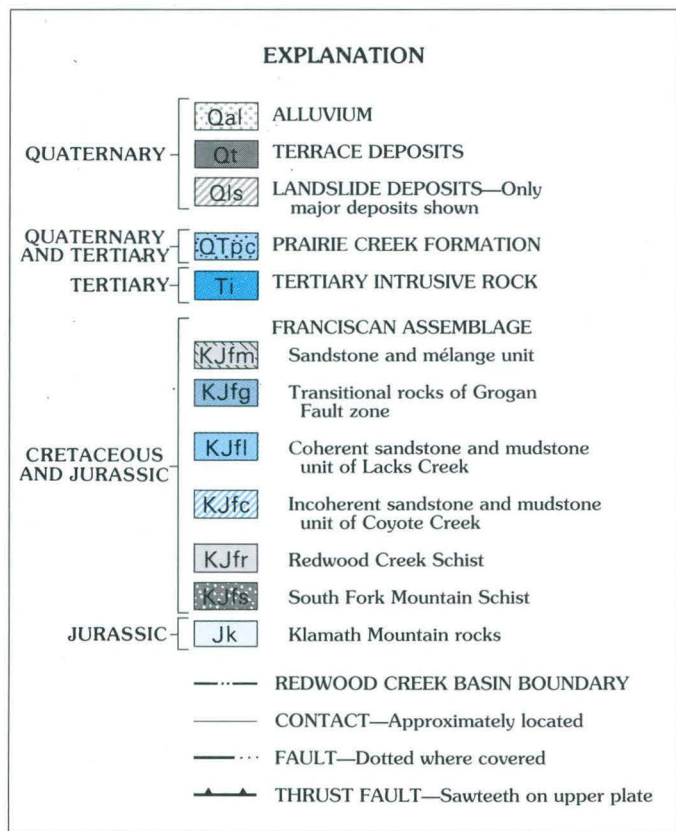 EXPLANATION
Qal ALLUVIUM
QUATERNARY
Qt TERRACE DEPOSITS
Qls LANDSLIDE DEPOSITS—Only
major deposits shown
QUATERNARY
AND TERTIARY
QTpc PRAIRIE CREEK FORMATION
TERTIARY
Ti TERTIARY INTRUSIVE ROCK
FRANCISCAN ASSEMBLAGE
KJfm Sandstone and mélange unit
KJfg Transitional rocks of Grogan
Fault zone
CRETACEOUS
AND JURASSIC
KJfl Coherent sandstone and mudstone
unit of Lacks Creek
KJfc Incoherent sandstone and mudstone
unit of Coyote Creek
KJfr Redwood Creek Schist
KJfs South Fork Mountain Schist
JURASSIC
Jk Klamath Mountain rocks
REDWOOD CREEK BASIN BOUNDARY
CONTACT—Approximately located
FAULT—Dotted where covered
THRUST FAULT—Sawteeth on upper plate